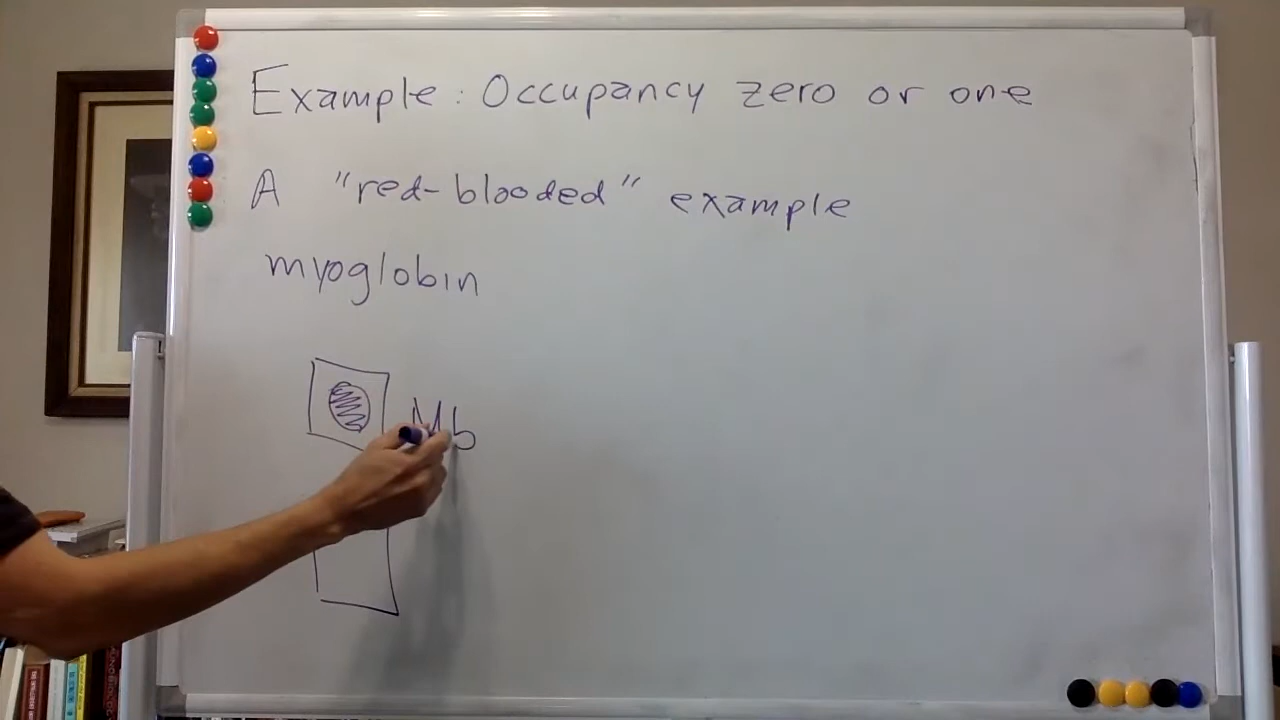 Example: Occupancy zero or one
A "red-blooded" example
myoglobin
Mb